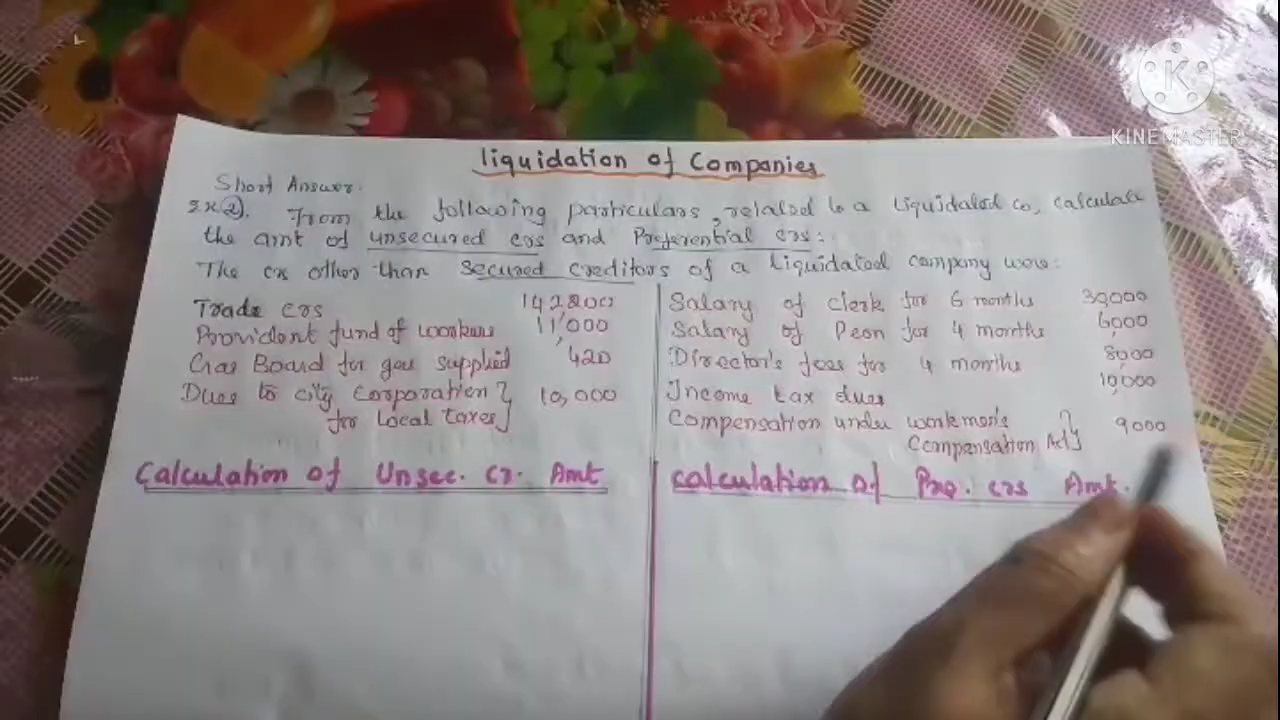 KINEMASTER
liquidation of Companies
Short Answer.
From the following particulars, related to a liquidated co, calculate
the amt of unsecured crs and Preferential crs:
The crs other than secured creditors of a liquidated company were:
Trade crs 142200
Provident fund of workers 11,000
Gas Board for gas supplied 420
Dues to city Corporation } 10,000
for Local taxes
Salary of Clerk for 6 months
Salary of Peon for 4 months 6000
Director's fees for 4 months 8000
Income tax dues 10,000
Compensation under workmen's } 9000
Compensation Act
Calculation of Unsec. cr. Amt
Calculation of Pre. crs Amt.